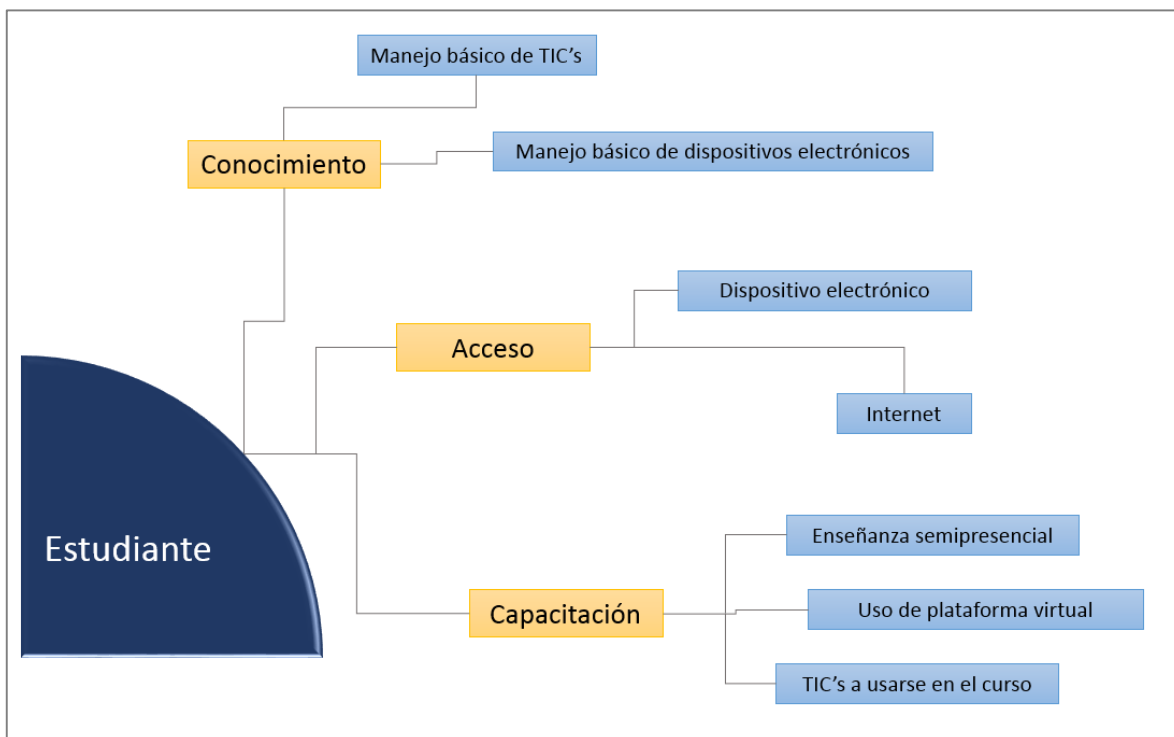 Manejo básico de TIC’s
Conocimiento
Manejo básico de dispositivos electrónicos
Dispositivo electrónico
Acceso
Internet
Estudiante
Enseñanza semipresencial
Capacitación
Uso de plataforma virtual
TIC’s a usarse en el curso